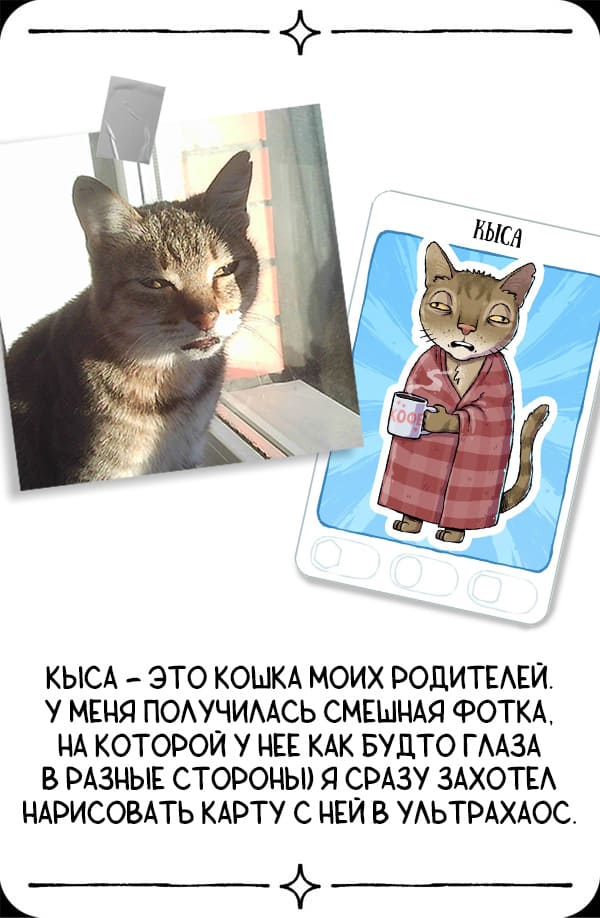 КЫСА
КОФЕ
КЫСА – ЭТО КОШКА МОИХ РОДИТЕЛЕЙ.
У МЕНЯ ПОЛУЧИЛАСЬ СМЕШНАЯ ФОТКА,
НА КОТОРОЙ У НЕЕ КАК БУДТО ГЛАЗА
В РАЗНЫЕ СТОРОНЫ) Я СРАЗУ ЗАХОТЕЛ
НАРИСОВАТЬ КАРТУ С НЕЙ В УЛЬТРАХАОС.